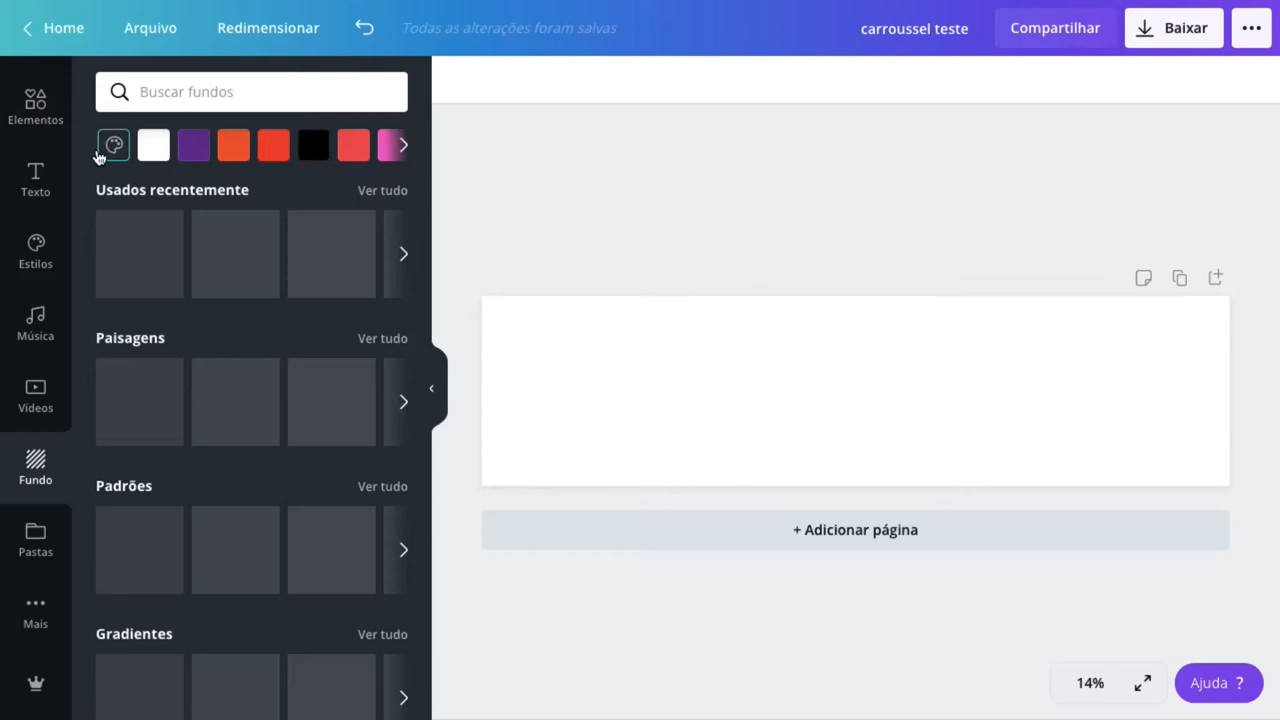 Home
Arquivo
Redimensionar
Todas as alterações foram salvas
carroussel teste
Compartilhar
Baixar
Elementos
Texto
Estilos
Música
Vídeos
Fundo
Pastas
Mais
Buscar fundos
Usados recentemente
Ver tudo
Paisagens
Ver tudo
Padrões
Ver tudo
Gradientes
Ver tudo
+ Adicionar página
14%
Ajuda ?